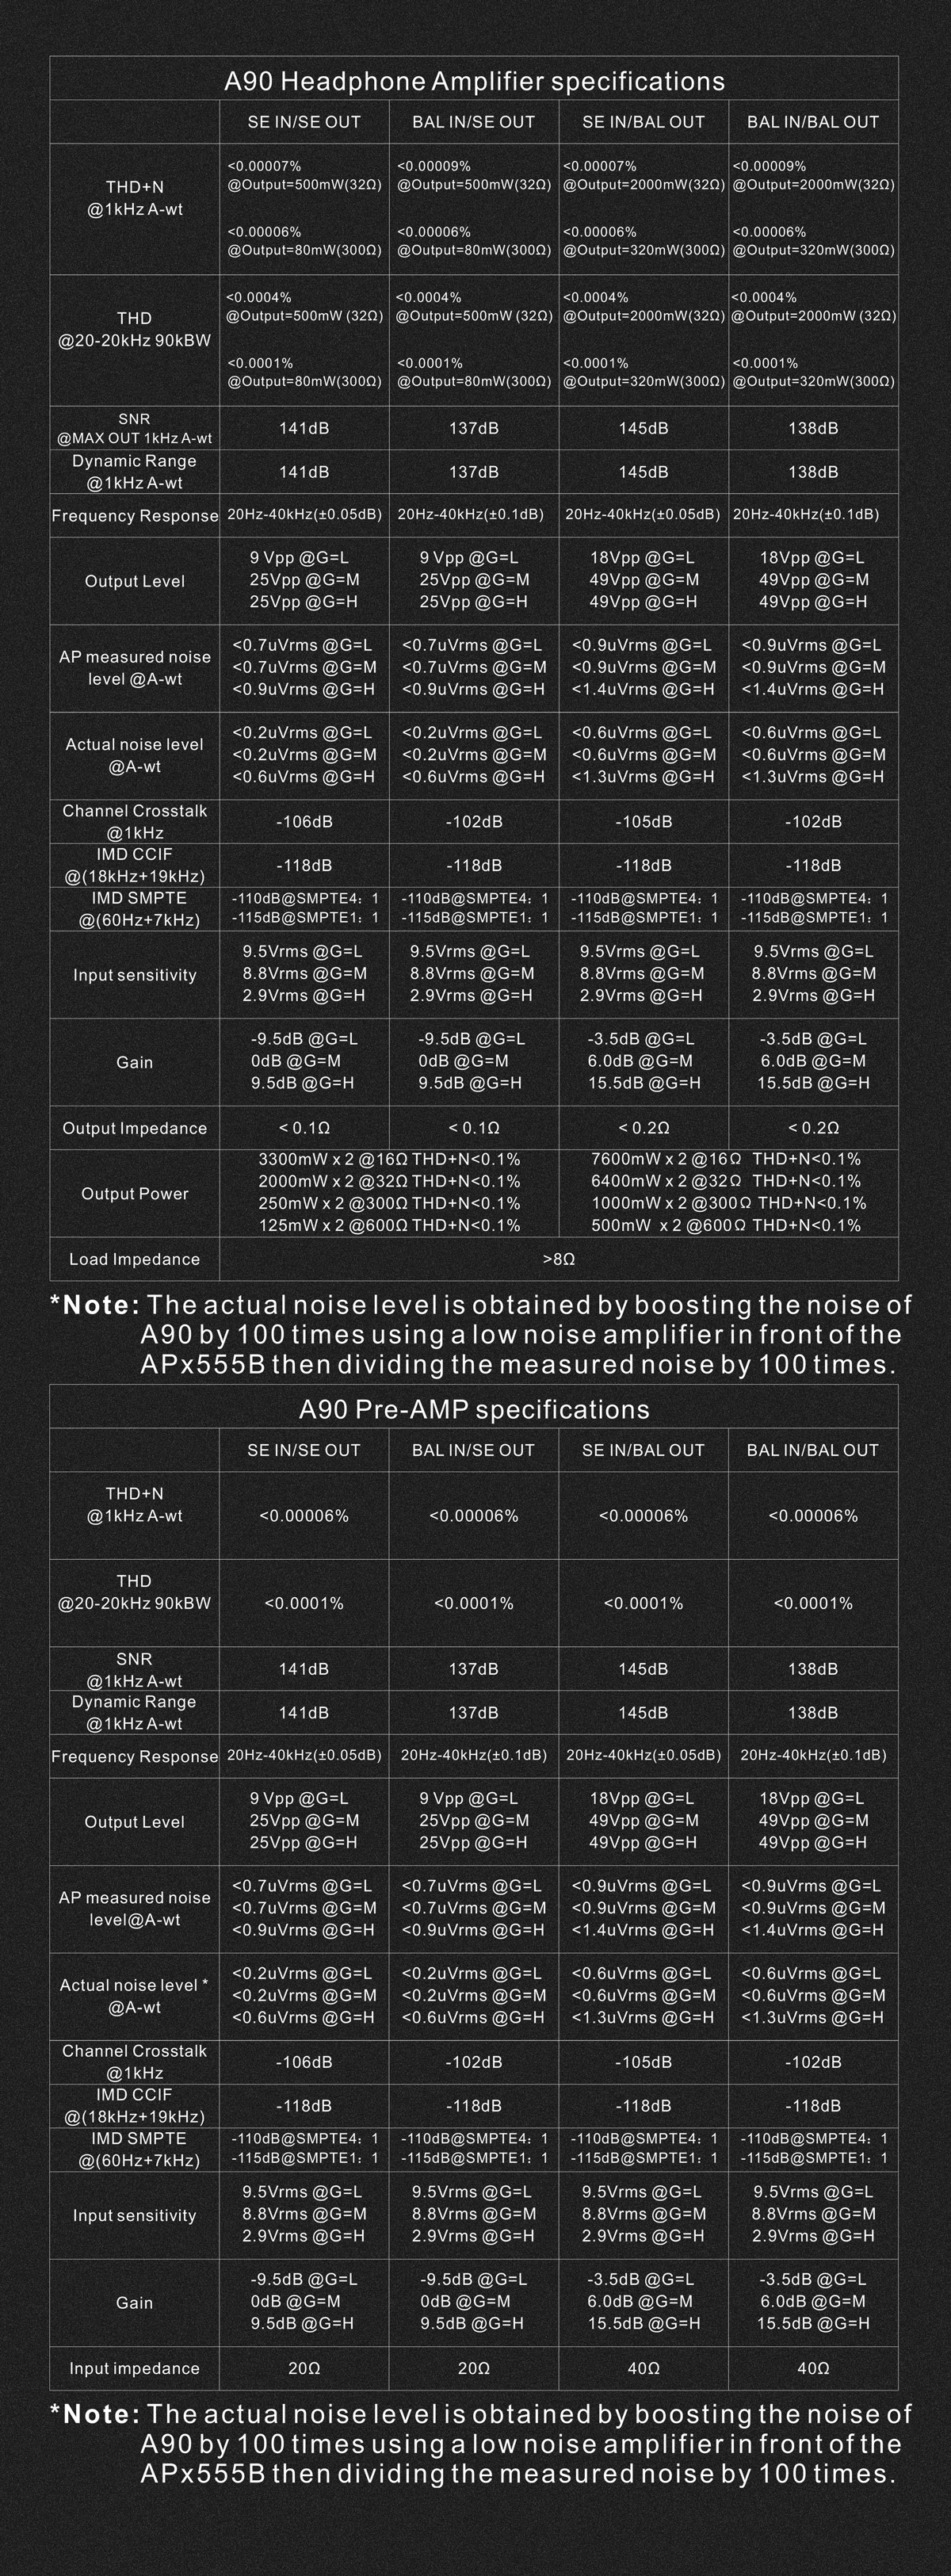 A90 Headphone Amplifier specifications
SE IN/SE OUT BAL IN/SE OUT SE IN/BAL OUT BAL IN/BAL OUT
THD+N
@1kHz A-wt
<0.00007% <0.00009% <0.00007% <0.00009%
@Output=500mW(32Ω) @Output=500mW(32Ω) @Output=2000mW(32Ω) @Output=2000mW(32Ω)
<0.00006% <0.00006% <0.00006% <0.00006%
@Output=80mW(300Ω) @Output=80mW(300Ω) @Output=320mW(300Ω) @Output=320mW(300Ω)
THD
@20-20kHz 90kBW
<0.0004% <0.0004% <0.0004% <0.0004%
@Output=500mW (32Ω) @Output=500mW (32Ω) @Output=2000mW(32Ω) @Output=2000mW (32Ω)
<0.0001% <0.0001% <0.0001% <0.0001%
@Output=80mW(300Ω) @Output=80mW(300Ω) @Output=320mW(300Ω) @Output=320mW(300Ω)
SNR
@MAX OUT 1kHz A-wt
141dB 137dB 145dB 138dB
Dynamic Range
@1kHz A-wt
141dB 137dB 145dB 138dB
Frequency Response 20Hz-40kHz(±0.05dB) 20Hz-40kHz(±0.1dB) 20Hz-40kHz(±0.05dB) 20Hz-40kHz(±0.1dB)
Output Level
9 Vpp @G=L 9 Vpp @G=L 18Vpp @G=L 18Vpp @G=L
25Vpp @G=M 25Vpp @G=M 49Vpp @G=M 49Vpp @G=M
25Vpp @G=H 25Vpp @G=H 49Vpp @G=H 49Vpp @G=H
AP measured noise
level @A-wt
<0.7uVrms @G=L <0.7uVrms @G=L <0.9uVrms @G=L <0.9uVrms @G=L
<0.7uVrms @G=M <0.7uVrms @G=M <0.9uVrms @G=M <0.9uVrms @G=M
<0.9uVrms @G=H <0.9uVrms @G=H <1.4uVrms @G=H <1.4uVrms @G=H
Actual noise level
@A-wt
<0.2uVrms @G=L <0.2uVrms @G=L <0.6uVrms @G=L <0.6uVrms @G=L
<0.2uVrms @G=M <0.2uVrms @G=M <0.6uVrms @G=M <0.6uVrms @G=M
<0.6uVrms @G=H <0.6uVrms @G=H <1.3uVrms @G=H <1.3uVrms @G=H
Channel Crosstalk
@1kHz
-106dB -102dB -105dB -102dB
IMD CCIF
@(18kHz+19kHz)
-118dB -118dB -118dB -118dB
IMD SMPTE
@(60Hz+7kHz)
-110dB@SMPTE4：1 -110dB@SMPTE4：1 -110dB@SMPTE4：1 -110dB@SMPTE4：1
-115dB@SMPTE1：1 -115dB@SMPTE1：1 -115dB@SMPTE1：1 -115dB@SMPTE1：1
Input sensitivity
9.5Vrms @G=L 9.5Vrms @G=L 9.5Vrms @G=L 9.5Vrms @G=L
8.8Vrms @G=M 8.8Vrms @G=M 8.8Vrms @G=M 8.8Vrms @G=M
2.9Vrms @G=H 2.9Vrms @G=H 2.9Vrms @G=H 2.9Vrms @G=H
Gain
-9.5dB @G=L -9.5dB @G=L -3.5dB @G=L -3.5dB @G=L
0dB @G=M 0dB @G=M 6.0dB @G=M 6.0dB @G=M
9.5dB @G=H 9.5dB @G=H 15.5dB @G=H 15.5dB @G=H
Output Impedance < 0.1Ω < 0.1Ω < 0.2Ω < 0.2Ω
Output Power
3300mW x 2 @16Ω THD+N<0.1% 7600mW x 2 @16Ω THD+N<0.1%
2000mW x 2 @32Ω THD+N<0.1% 6400mW x 2 @32Ω THD+N<0.1%
250mW x 2 @300Ω THD+N<0.1% 1000mW x 2 @300Ω THD+N<0.1%
125mW x 2 @600Ω THD+N<0.1% 500mW x 2 @600Ω THD+N<0.1%
Load Impedance >8Ω
*Note: The actual noise level is obtained by boosting the noise of
A90 by 100 times using a low noise amplifier in front of the
APx555B then dividing the measured noise by 100 times.
A90 Pre-AMP specifications
SE IN/SE OUT BAL IN/SE OUT SE IN/BAL OUT BAL IN/BAL OUT
THD+N
@1kHz A-wt
<0.00006% <0.00006% <0.00006% <0.00006%
THD
@20-20kHz 90kBW
<0.0001% <0.0001% <0.0001% <0.0001%
SNR
@1kHz A-wt
141dB 137dB 145dB 138dB
Dynamic Range
@1kHz A-wt
141dB 137dB 145dB 138dB
Frequency Response 20Hz-40kHz(±0.05dB) 20Hz-40kHz(±0.1dB) 20Hz-40kHz(±0.05dB) 20Hz-40kHz(±0.1dB)
Output Level
9 Vpp @G=L 9 Vpp @G=L 18Vpp @G=L 18Vpp @G=L
25Vpp @G=M 25Vpp @G=M 49Vpp @G=M 49Vpp @G=M
25Vpp @G=H 25Vpp @G=H 49Vpp @G=H 49Vpp @G=H
AP measured noise
level@A-wt
<0.7uVrms @G=L <0.7uVrms @G=L <0.9uVrms @G=L <0.9uVrms @G=L
<0.7uVrms @G=M <0.7uVrms @G=M <0.9uVrms @G=M <0.9uVrms @G=M
<0.9uVrms @G=H <0.9uVrms @G=H <1.4uVrms @G=H <1.4uVrms @G=H
Actual noise level *
@A-wt
<0.2uVrms @G=L <0.2uVrms @G=L <0.6uVrms @G=L <0.6uVrms @G=L
<0.2uVrms @G=M <0.2uVrms @G=M <0.6uVrms @G=M <0.6uVrms @G=M
<0.6uVrms @G=H <0.6uVrms @G=H <1.3uVrms @G=H <1.3uVrms @G=H
Channel Crosstalk
@1kHz
-106dB -102dB -105dB -102dB
IMD CCIF
@(18kHz+19kHz)
-118dB -118dB -118dB -118dB
IMD SMPTE
@(60Hz+7kHz)
-110dB@SMPTE4：1 -110dB@SMPTE4：1 -110dB@SMPTE4：1 -110dB@SMPTE4：1
-115dB@SMPTE1：1 -115dB@SMPTE1：1 -115dB@SMPTE1：1 -115dB@SMPTE1：1
Input sensitivity
9.5Vrms @G=L 9.5Vrms @G=L 9.5Vrms @G=L 9.5Vrms @G=L
8.8Vrms @G=M 8.8Vrms @G=M 8.8Vrms @G=M 8.8Vrms @G=M
2.9Vrms @G=H 2.9Vrms @G=H 2.9Vrms @G=H 2.9Vrms @G=H
Gain
-9.5dB @G=L -9.5dB @G=L -3.5dB @G=L -3.5dB @G=L
0dB @G=M 0dB @G=M 6.0dB @G=M 6.0dB @G=M
9.5dB @G=H 9.5dB @G=H 15.5dB @G=H 15.5dB @G=H
Input impedance 20Ω 20Ω 40Ω 40Ω
*Note: The actual noise level is obtained by boosting the noise of
A90 by 100 times using a low noise amplifier in front of the
APx555B then dividing the measured noise by 100 times.